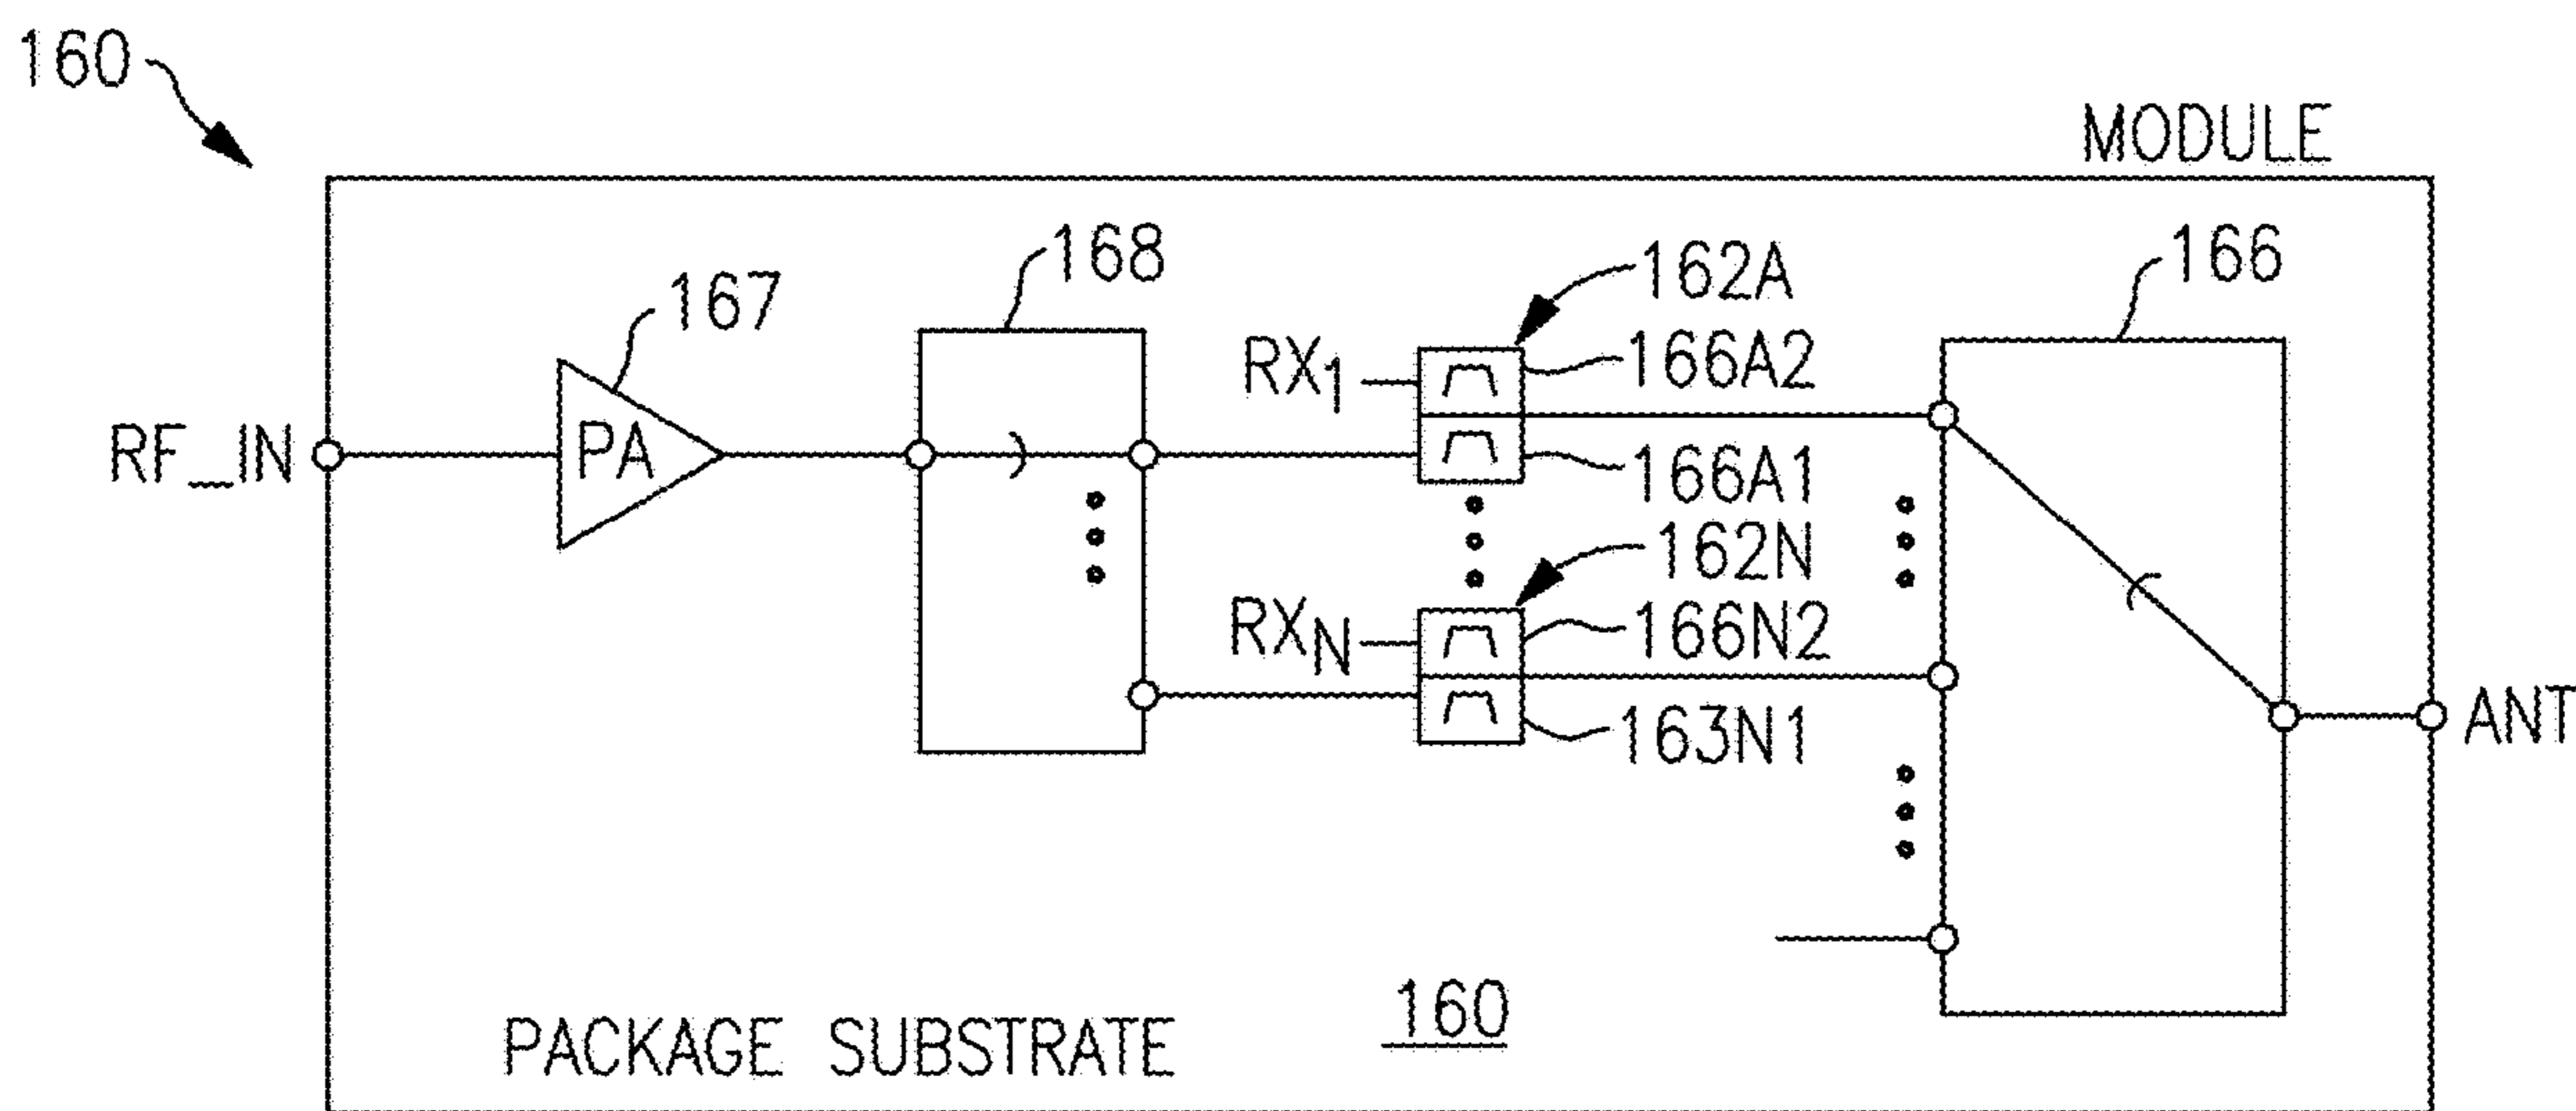 160
MODULE
168
162A
166
167
RX1
166A2
RF_IN
PA
166A1
162N
RXN
166N2
163N1
ANT
160
PACKAGE SUBSTRATE